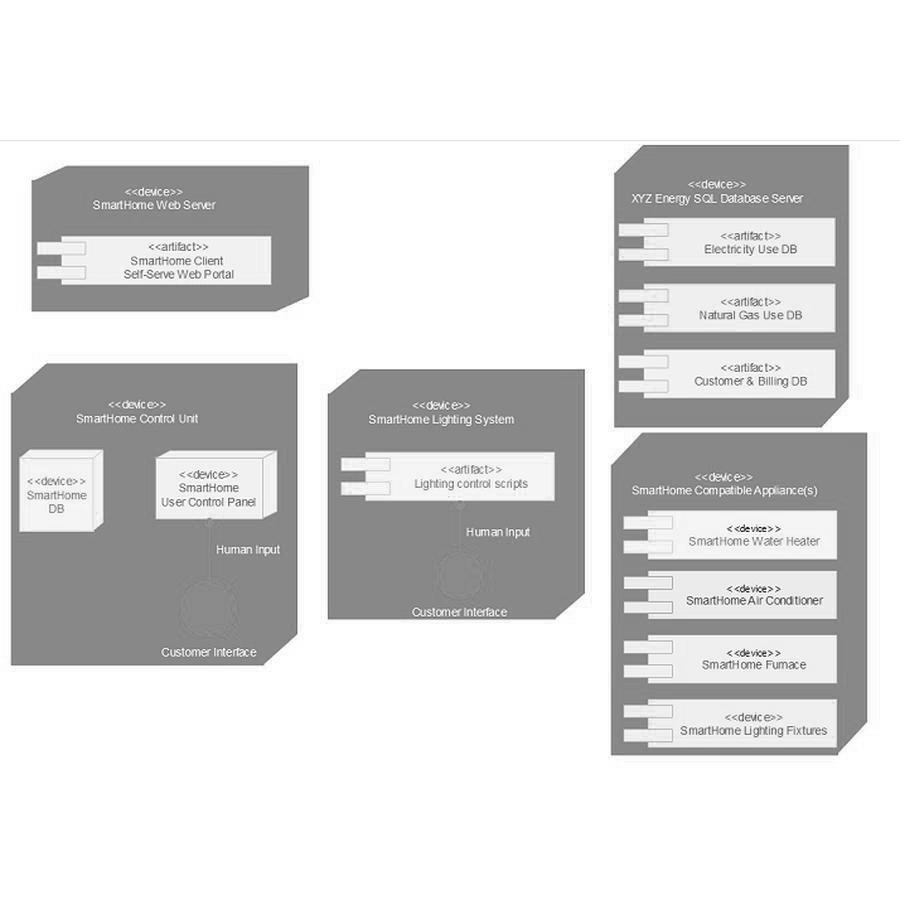 <<device>>
SmartHome Web Server
<<artifact>>
SmartHome Client
Self-Serve Web Portal
<<device>>
XYZ Energy SQL Database Server
<<artifact>>
Electricity Use DB
<<artifact>>
Natural Gas Use DB
<<artifact>>
Customer & Billing DB
<<device>>
SmartHome Control Unit
<<device>>
SmartHome
DB
<<device>>
SmartHome
User Control Panel
Human Input
Customer Interface
<<device>>
SmartHome Lighting System
<<artifact>>
Lighting control scripts
Human Input
Customer Interface
<<device>>
SmartHome Compatible Appliance(s)
<<device>>
SmartHome Water Heater
<<device>>
SmartHome Air Conditioner
<<device>>
SmartHome Furnace
<<device>>
SmartHome Lighting Fixtures